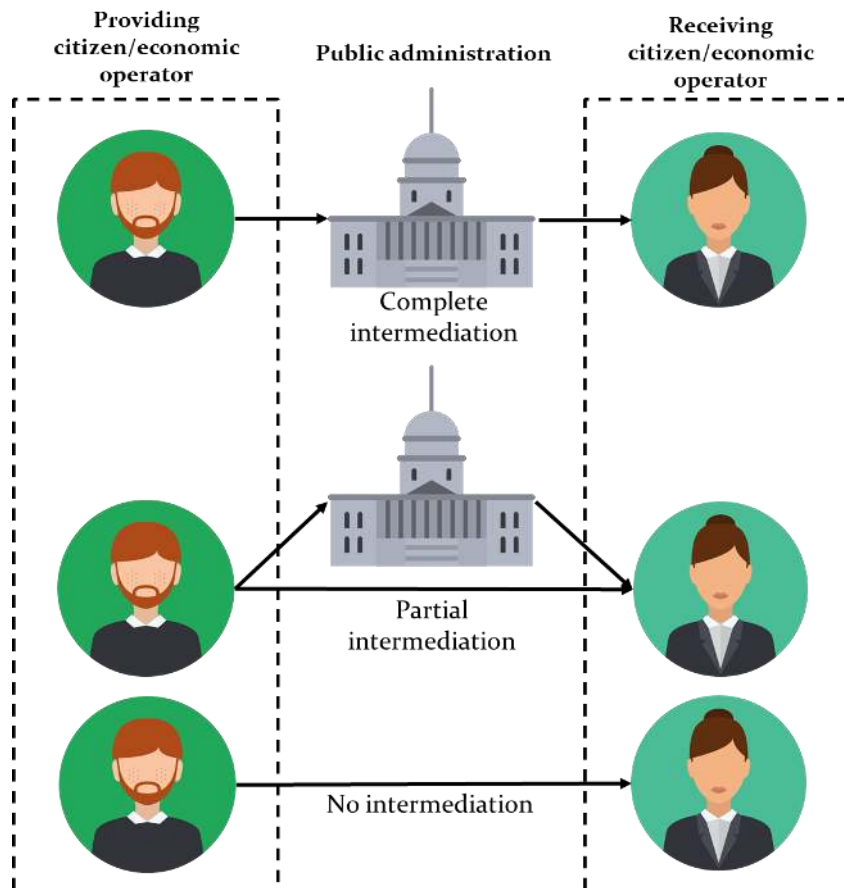 Providing
citizen/economic
operator
Public administration
Receiving
citizen/economic
operator
Complete
intermediation
Partial
intermediation
No intermediation